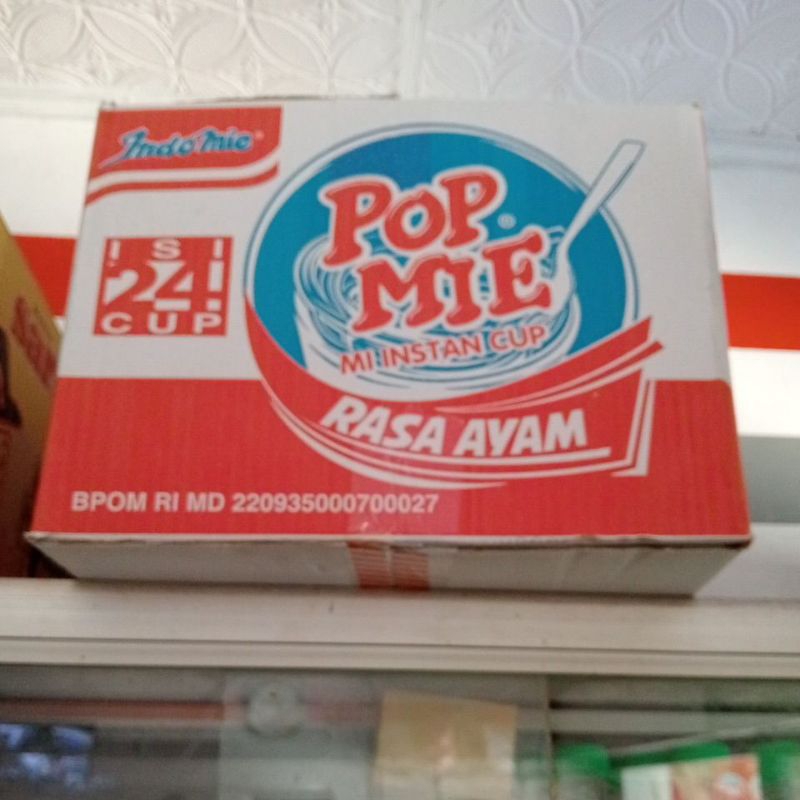 Indomie
ISI
24!
CUP
POP
MIE
MI INSTAN CUP
RASA AYAM
BPOM RI MD 220935000700027